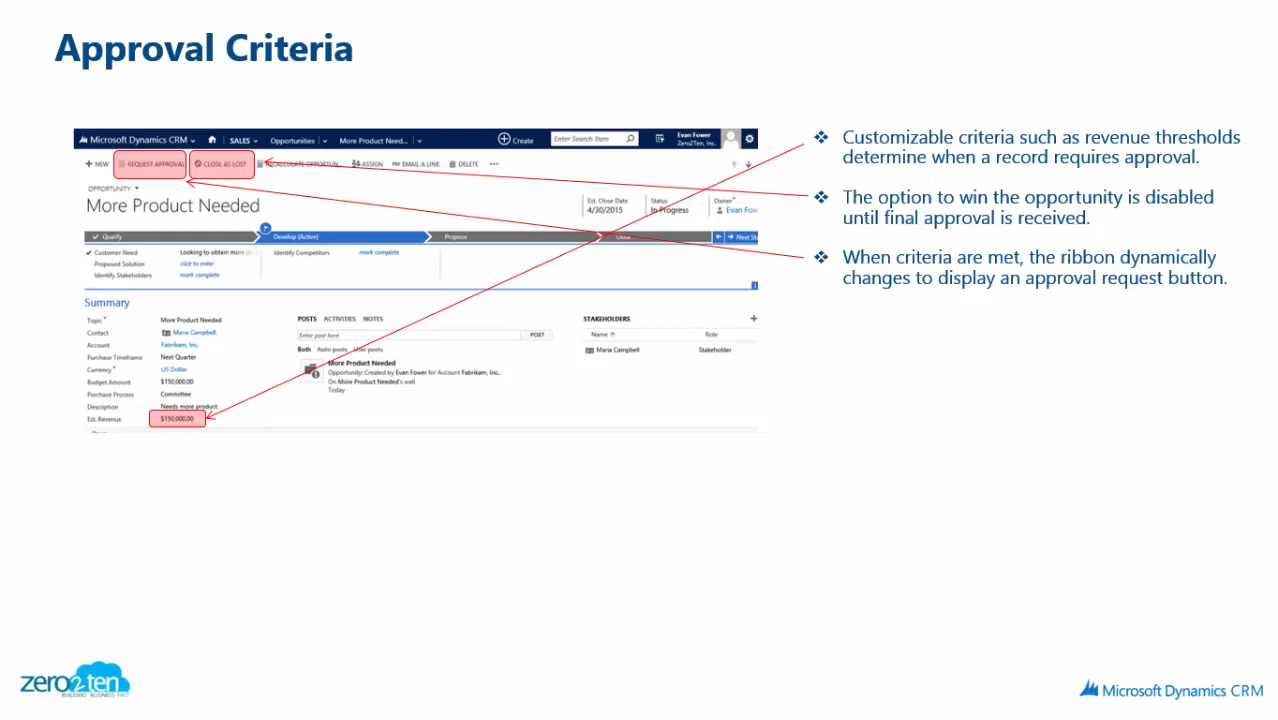 Approval Criteria
Microsoft Dynamics CRM
SALES
Opportunities
More Product Need...
Create
Enter Search Item
Evan Fower
Zero2Ten, Inc.
NEW
REQUEST APPROVAL
CLOSE AS LOST
ASSIGN
EMAIL A LINK
DELETE
OPPORTUNITY
More Product Needed
Est. Close Date
4/30/2015
Status
In Progress
Owner*
Evan Fow
Qualify
Develop (Active)
Propose
Close
Next St
Customer Need
Looking to obtain more
Identify Competitors
mark complete
Proposed Solution
click to enter
Identify Stakeholders
mark complete
Summary
Topic*
More Product Needed
Contact
Maria Campbell
Account
Fabrikam, Inc.
Purchase Timeframe
Next Quarter
Currency*
US Dollar
Budget Amount
$150,000.00
Purchase Process
Committee
Description
Needs more product.
Est. Revenue
$150,000.00
POSTS ACTIVITIES NOTES
Enter post here
POST
Both Auto posts User posts
More Product Needed
Opportunity: Created by Evan Fower for Account Fabrikam, Inc.
On More Product Needed's wall
Today
STAKEHOLDERS
Name
Role
Maria Campbell
Stakeholder
❖ Customizable criteria such as revenue thresholds
determine when a record requires approval.
❖ The option to win the opportunity is disabled
until final approval is received.
❖ When criteria are met, the ribbon dynamically
changes to display an approval request button.
zero2ten
BUILDING BUSINESS FAST
Microsoft Dynamics CRM